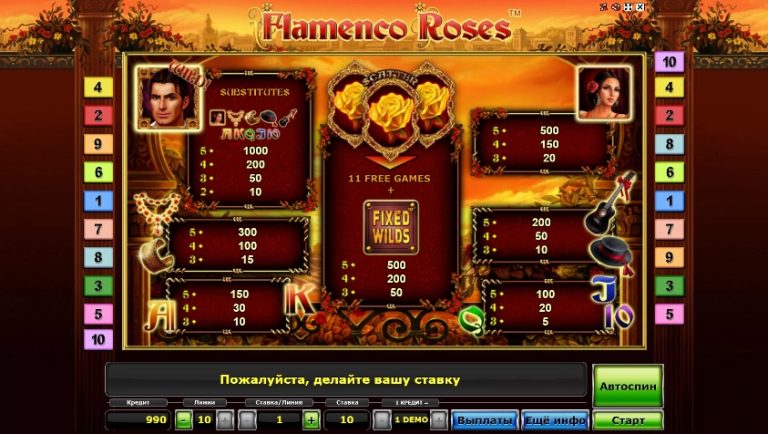 Flamenco Roses™
WILD
SUBSTITUTES
A K Q J 10
5 1000
4 200
3 50
2 10
SCATTER
11 FREE GAMES
+
FIXED
WILDS
5 500
4 200
3 50
5 500
4 150
3 20
5 300
4 100
3 15
5 200
4 50
3 10
A
K
5 150
4 30
3 10
Q
J
10
5 100
4 20
3 5
4
2
9
6
1
7
8
3
5
10
10
4
2
8
6
1
7
9
3
5
Пожалуйста, делайте вашу ставку
Кредит
Линии
Ставка/Линия
Ставка
1 КРЕДИТ =
990
- 10 +
- 1 +
10
- 1 DEMO +
Выплаты
Ещё инфо
Автоспин
Старт